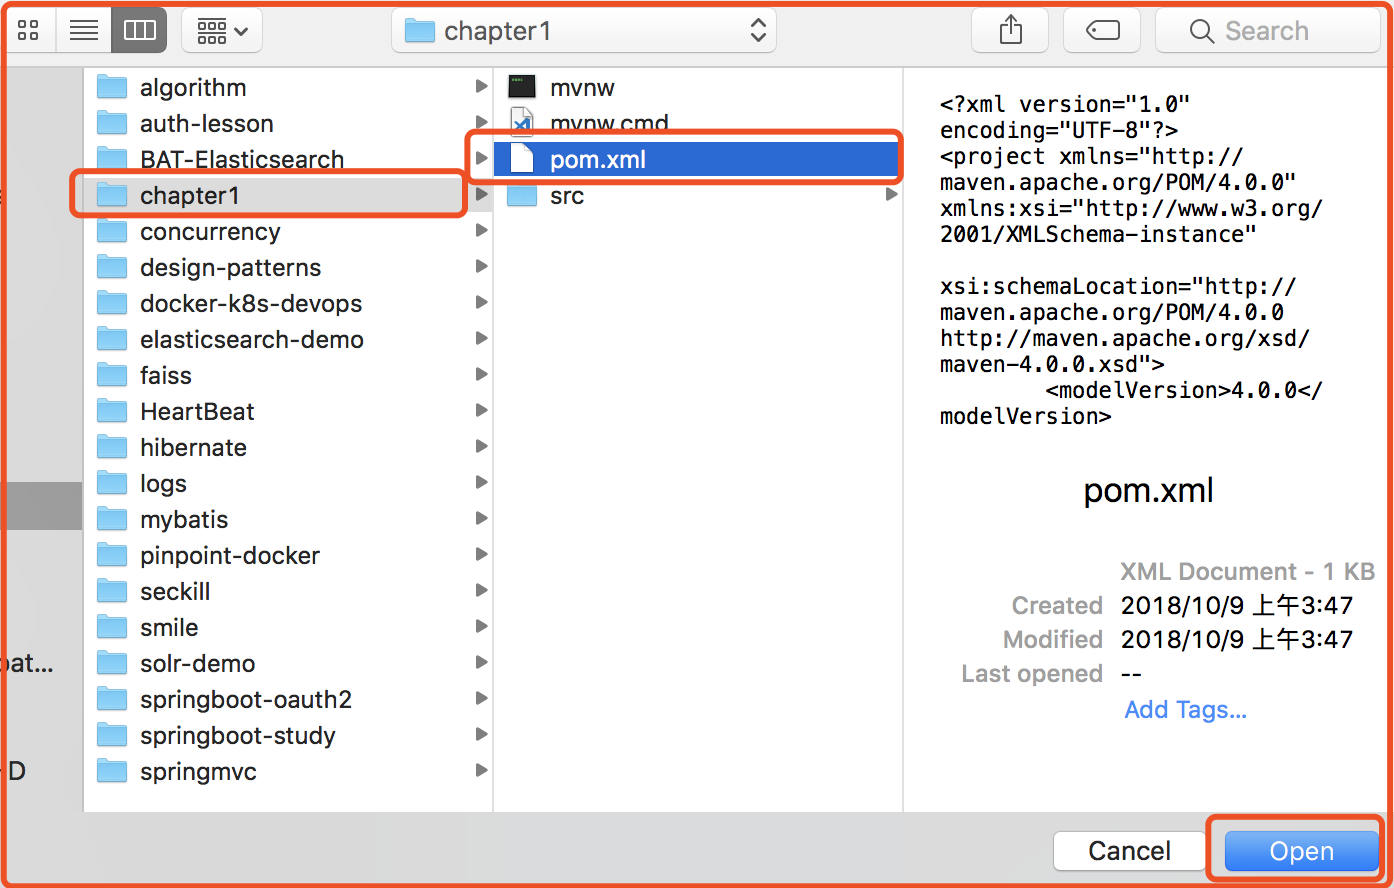 chapter1
Search
algorithm
auth-lesson
BAT-Elasticsearch
chapter1
concurrency
design-patterns
docker-k8s-devops
elasticsearch-demo
faiss
HeartBeat
hibernate
logs
mybatis
pinpoint-docker
seckill
smile
solr-demo
springboot-oauth2
springboot-study
springmvc
mvnw
mvnw.cmd
pom.xml
src
<?xml version="1.0"
encoding="UTF-8"?>
<project xmlns="http://
maven.apache.org/POM/4.0.0"
xmlns:xsi="http://www.w3.org/
2001/XMLSchema-instance"
xsi:schemaLocation="http://
maven.apache.org/POM/4.0.0
http://maven.apache.org/xsd/
maven-4.0.0.xsd">
<modelVersion>4.0.0</
modelVersion>
pom.xml
XML Document - 1 KB
Created 2018/10/9 上午3:47
Modified 2018/10/9 上午3:47
Last opened --
Add Tags...
Cancel
Open